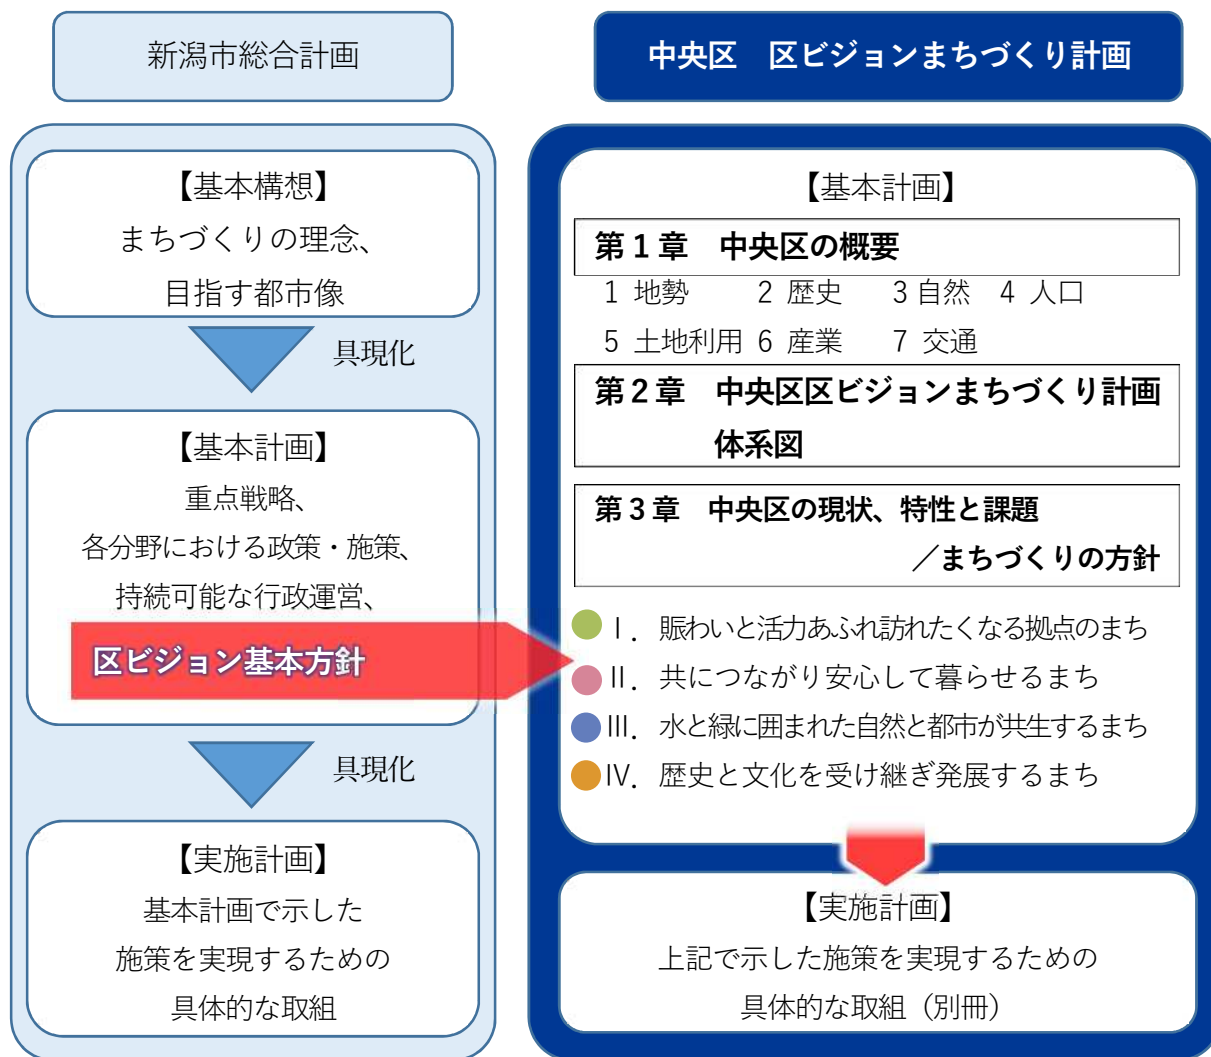 新潟市総合計画
【基本構想】
まちづくりの理念、
目指す都市像
具現化
【基本計画】
重点戦略、
各分野における政策・施策、
持続可能な行政運営、
区ビジョン基本方針
具現化
【実施計画】
基本計画で示した
施策を実現するための
具体的な取組
中央区　区ビジョンまちづくり計画
【基本計画】
第1章　中央区の概要
1 地勢　2 歴史　3 自然　4 人口
5 土地利用 6 産業　7 交通
第2章　中央区区ビジョンまちづくり計画
体系図
第3章　中央区の現状、特性と課題
／まちづくりの方針
Ⅰ．賑わいと活力あふれ訪れたくなる拠点のまち
Ⅱ．共につながり安心して暮らせるまち
Ⅲ．水と緑に囲まれた自然と都市が共生するまち
Ⅳ．歴史と文化を受け継ぎ発展するまち
【実施計画】
上記で示した施策を実現するための
具体的な取組（別冊）